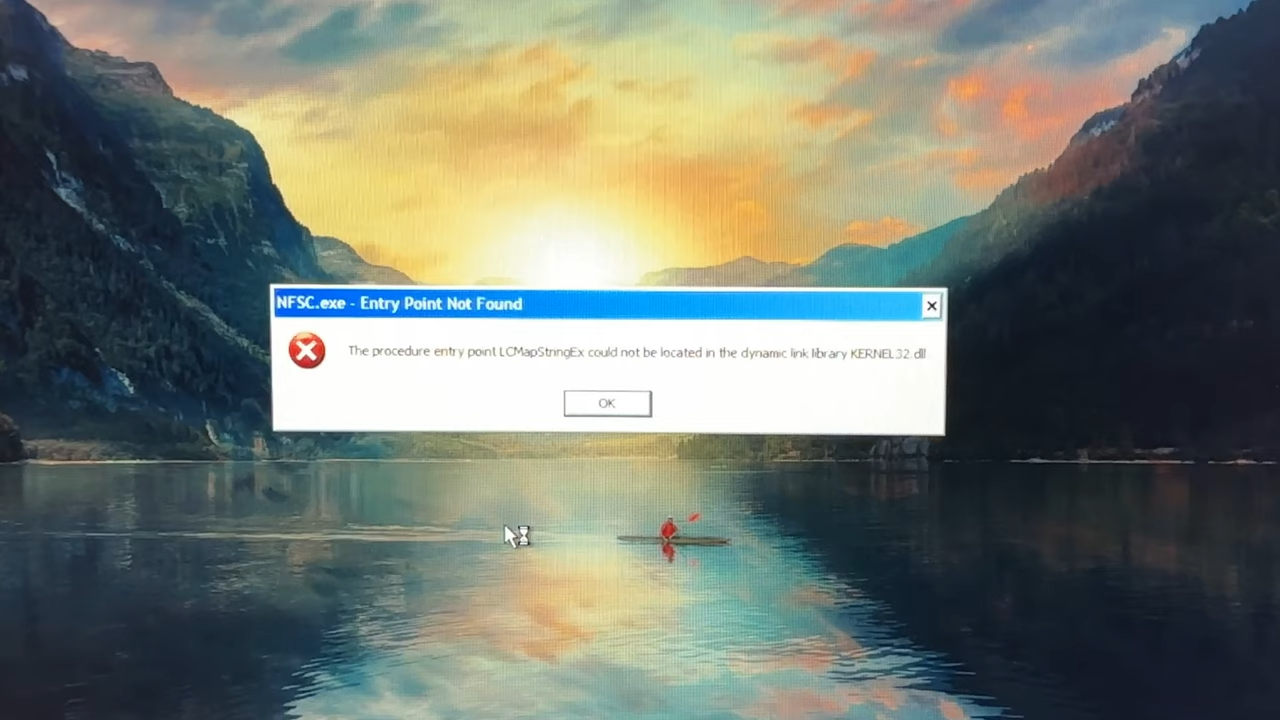 NFSC.exe - Entry Point Not Found
The procedure entry point LCMapStringEx could not be located in the dynamic link library KERNEL32.dll
OK